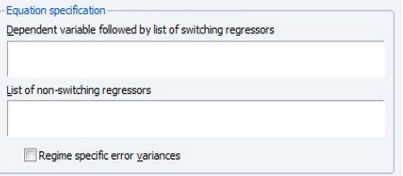 Equation specification
Dependent variable followed by list of switching regressors
List of non-switching regressors
Regime specific error variances